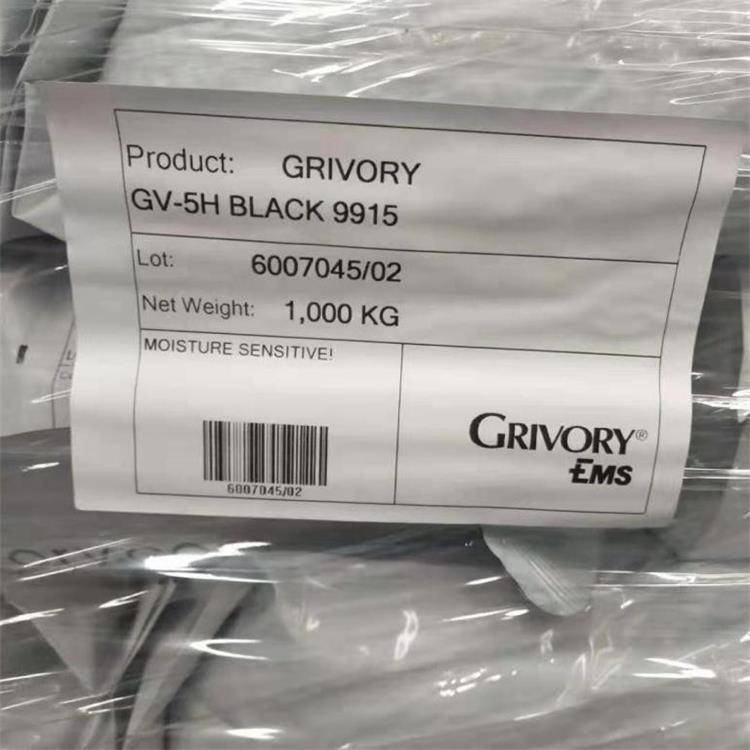 Product: GRIVORY
GV-5H BLACK 9915
Lot: 6007045/02
Net Weight: 1,000 KG
MOISTURE SENSITIVE!
6007045/02
GRIVORY®
EMS